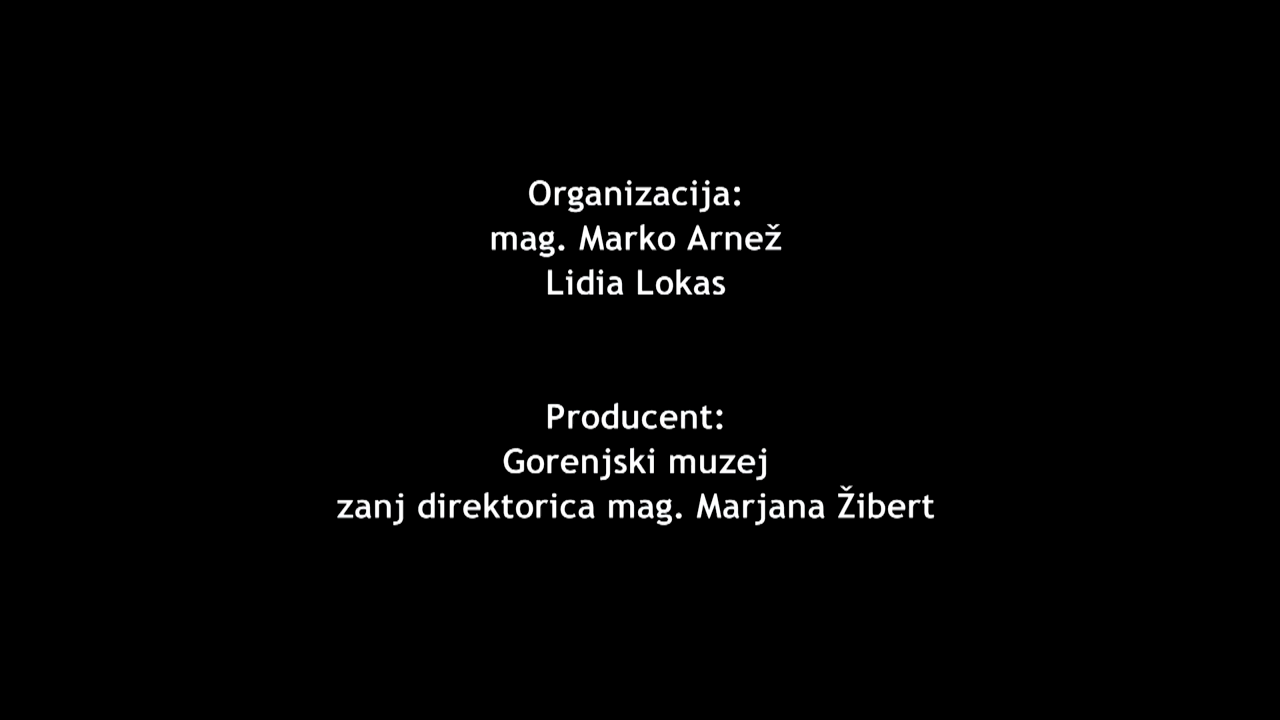 Organizacija:
mag. Marko Arnež
Lidia Lokas
Producent:
Gorenjski muzej
zanj direktorica mag. Marjana Žibert